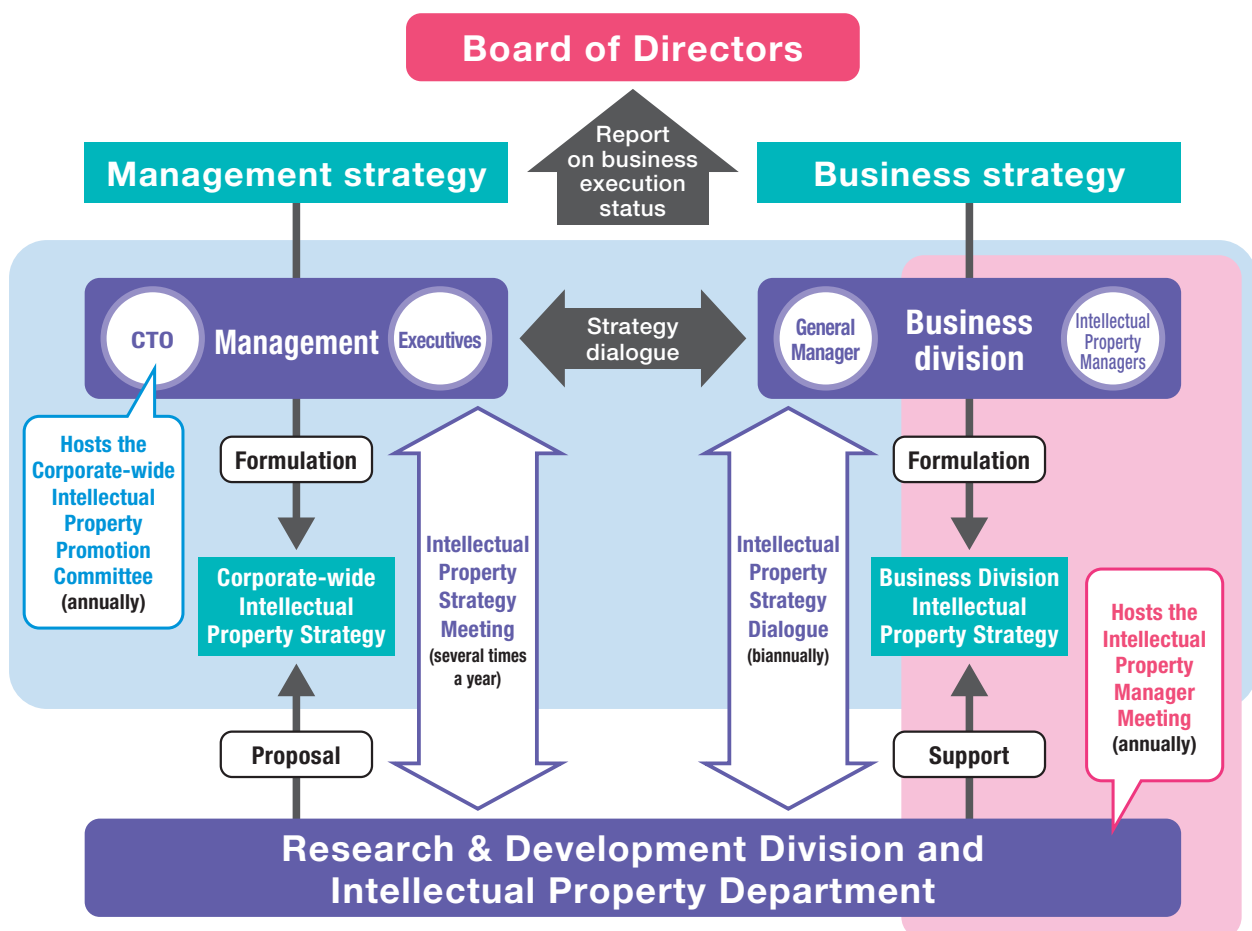 Board of Directors
Report
on business
execution
status
Management strategy
Business strategy
CTO
Management
Executives
Strategy
dialogue
General
Manager
Business
division
Intellectual
Property
Managers
Hosts the
Corporate-wide
Intellectual
Property
Promotion
Committee
(annually)
Formulation
Corporate-wide
Intellectual
Property Strategy
Proposal
Intellectual
Property
Strategy
Meeting
(several times
a year)
Intellectual
Property
Strategy
Dialogue
(biannually)
Formulation
Business Division
Intellectual
Property Strategy
Support
Hosts the
Intellectual
Property
Manager
Meeting
(annually)
Research & Development Division and
Intellectual Property Department